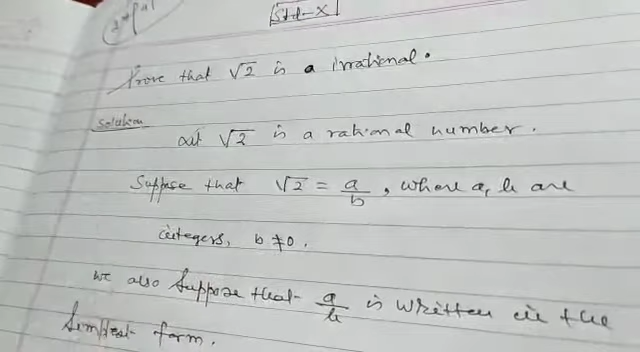 Std-X
Prove that √2 is a irrational.
Solution
√2 is a rational number.
Suppose that √2 = a/b, where a, b are
integers, b ≠ 0.
we also Suppose that a/b is written in the
Simplest form.